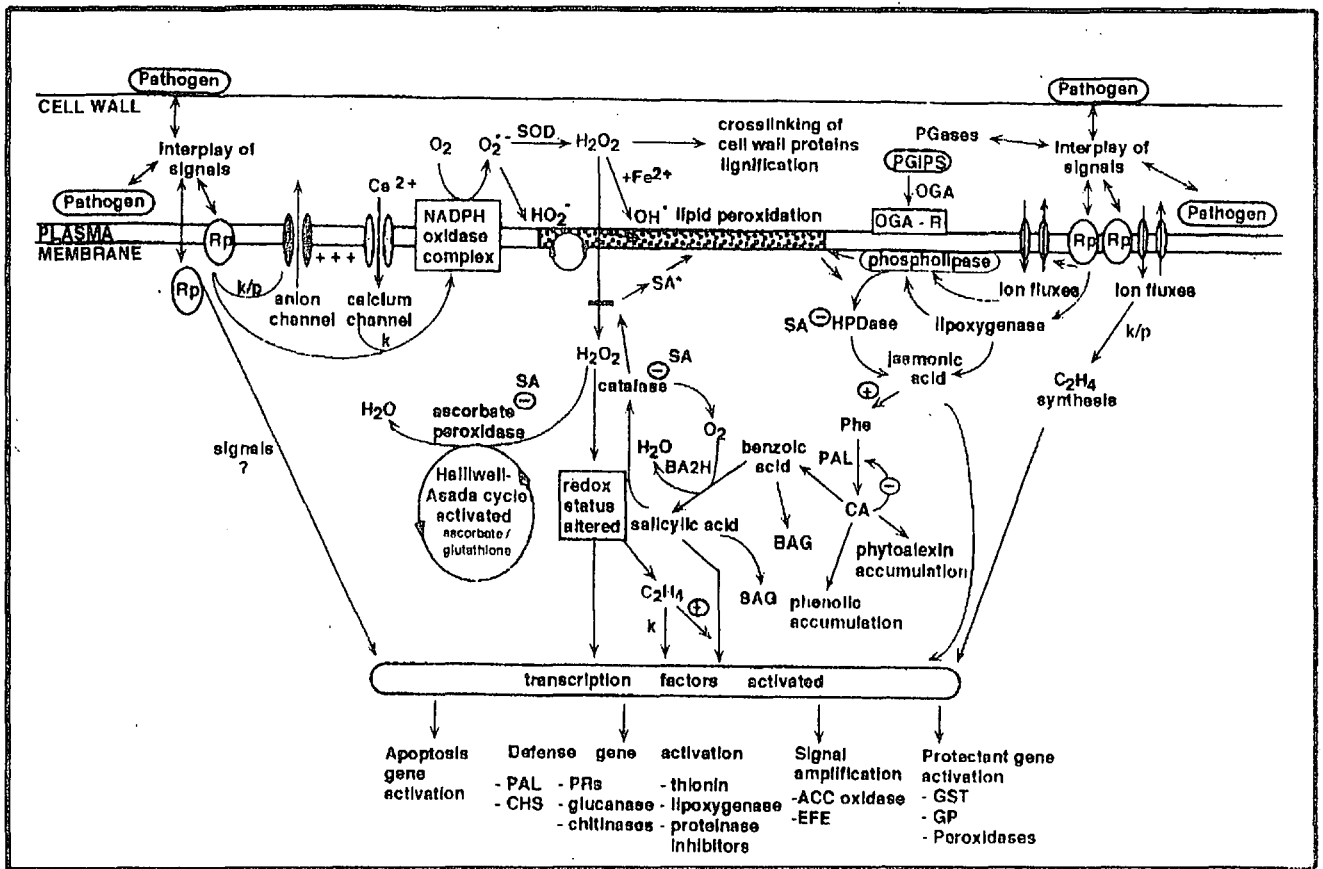 Pathogen
CELL WALL
Interplay of
signals
Pathogen
PLASMA
MEMBRANE
Rp
Rp
k/p
anion
channel
+ + +
Ca 2+
calcium
channel
k
NADPH
oxidase
complex
O2
O2•-
SOD
H2O2
crosslinking of
cell wall proteins
lignification
+Fe2+
HO2-
OH• lipid peroxidation
PGases
PGIPS
OGA
OGA - R
phospholipase
Pathogen
Interplay of
signals
Pathogen
Rp
Rp
Ion fluxes
Ion fluxes
k/p
SA*
SA - HPDase
lipoxygenase
jasmonic
acid
C2H4
synthesis
H2O2
catalase
- SA
SA
-
ascorbate
peroxidase
H2O
O2
H2O
BA2H
benzoic
acid
+
Phe
PAL
-
CA
signals
?
Halliwell-
Asada cycle
activated
ascorbate /
glutathione
redox
status
altered
salicylic acid
BAG
phytoalexin
accumulation
C2H4
+
k
SAG
phenolic
accumulation
transcription factors activated
Apoptosis
gene
activation
Defense gene activation
- PAL - PRs - thionin
- CHS - glucanase - lipoxygenase
- chitinases - proteinase
inhibitors
Signal
amplification
-ACC oxidase
-EFE
Protectant gene
activation
- GST
- GP
- Peroxidases